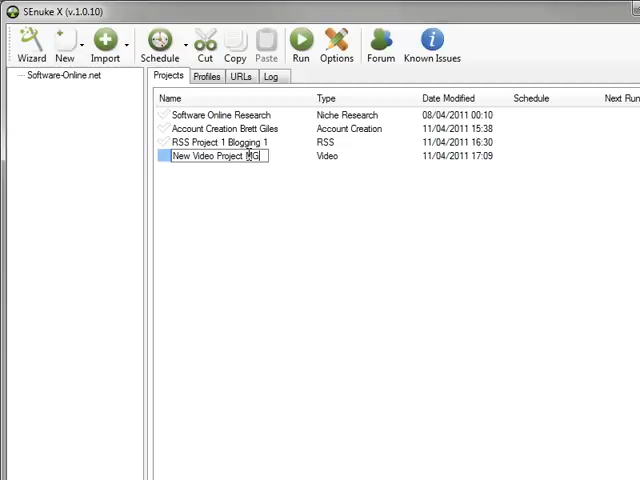 SEnuke X (v.1.0.10)
Wizard New Import Schedule Cut Copy Paste Run Options Forum Known Issues
Software-Online.net
Projects Profiles URLs Log
Name Type Date Modified Schedule Next Run
Software Online Research Niche Research 08/04/2011 00:10
Account Creation Brett Giles Account Creation 11/04/2011 15:38
RSS Project 1 Blogging 1 RSS 11/04/2011 16:30
New Video Project Video 11/04/2011 17:09